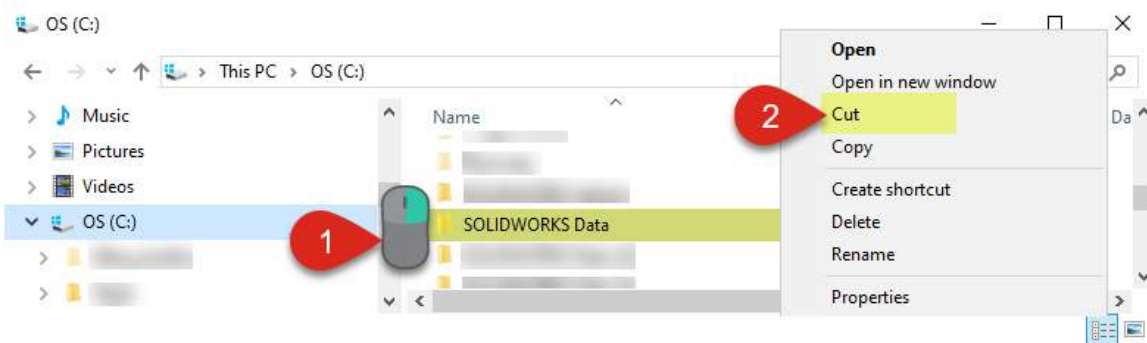 OS (C:)
This PC > OS (C:)
Open
Open in new window
Cut
Copy
Create shortcut
Delete
Rename
Properties
Music
Pictures
Videos
OS (C:)
Name
Da
SOLIDWORKS Data
1
2